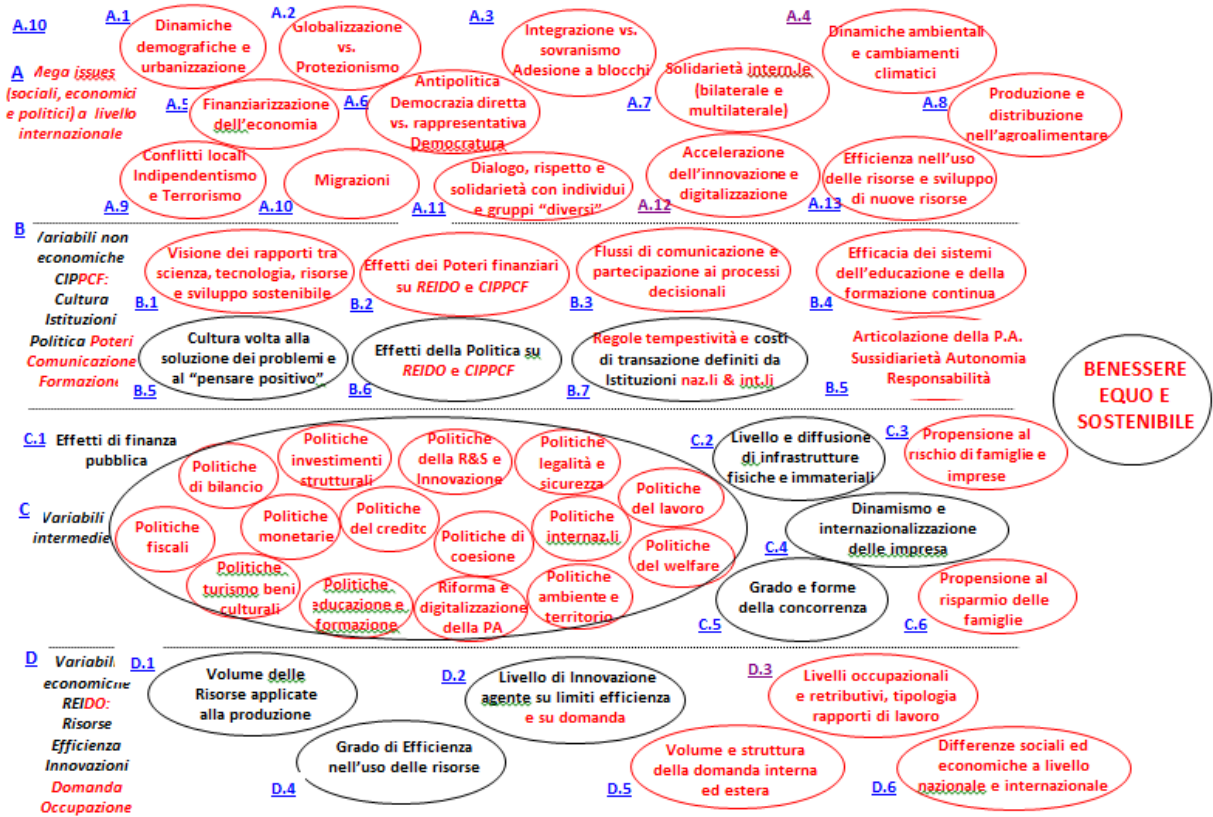 A.10
A.1
Dinamiche
demografiche e
urbanizzazione
A.2
Globalizzazione
vs.
Protezionismo
A.3
Integrazione vs.
sovranismo
Adesione a blocchi
A.4
Dinamiche ambientali
e cambiamenti
climatici
A
Mega issues
(sociali, economici
e politici) a livello
internazionale
A.5
Finanziarizzazione
dell'economia
A.6
Antipolitica
Democrazia diretta
vs. rappresentativa
Democratura
A.7
Solidarietà intern.le
(bilaterale e
multilaterale)
A.8
Produzione e
distribuzione
nell'agroalimentare
A.9
Conflitti locali
Indipendentismo
e Terrorismo
A.10
Migrazioni
A.11
Dialogo, rispetto e
solidarietà con individui
e gruppi "diversi"
A.12
Accelerazione
dell'innovazione e
digitalizzazione
A.13
Efficienza nell'uso
delle risorse e sviluppo
di nuove risorse
B
Variabili non
economiche
CIPPCF:
Cultura
Istituzioni
Politica Poteri
Comunicazione
Formazione
B.1
Visione dei rapporti tra
scienza, tecnologia, risorse
e sviluppo sostenibile
B.2
Effetti dei Poteri finanziari
su REIDO e CIPPCF
B.3
Flussi di comunicazione e
partecipazione ai processi
decisionali
B.4
Efficacia dei sistemi
dell'educazione e della
formazione continua
B.5
Cultura volta alla
soluzione dei problemi e
al "pensare positivo"
B.6
Effetti della Politica su
REIDO e CIPPCF
B.7
Regole tempestività e costi
di transazione definiti da
Istituzioni naz.li & int.li
B.5
Articolazione della P.A.
Sussidiarietà Autonomia
Responsabilità
BENESSERE
EQUO E
SOSTENIBILE
C.1
Effetti di finanza
pubblica
C
Variabili
intermedie
Politiche
di bilancio
Politiche
investimenti
strutturali
Politiche
della R&S e
Innovazione
Politiche
legalità e
sicurezza
Politiche
del lavoro
Politiche
fiscali
Politiche
monetarie
Politiche
del credito
Politiche di
coesione
Politiche
internaz.li
Politiche
del welfare
Politiche
turismo beni
culturali
Politiche
educazione e
formazione
Riforma e
digitalizzazione
della PA
Politiche
ambiente e
territorio
C.2
Livello e diffusione
di infrastrutture
fisiche e immateriali
C.3
Propensione al
rischio di famiglie e
imprese
C.4
Dinamismo e
internazionalizzazione
delle impresa
C.5
Grado e forme
della concorrenza
C.6
Propensione al
risparmio delle
famiglie
D
Variabili
economiche
REIDO:
Risorse
Efficienza
Innovazioni
Domanda
Occupazione
D.1
Volume delle
Risorse applicate
alla produzione
D.2
Livello di Innovazione
agente su limiti efficienza
e su domanda
D.3
Livelli occupazionali
e retributivi, tipologia
rapporti di lavoro
D.4
Grado di Efficienza
nell'uso delle risorse
D.5
Volume e struttura
della domanda interna
ed estera
D.6
Differenze sociali ed
economiche a livello
nazionale e internazionale